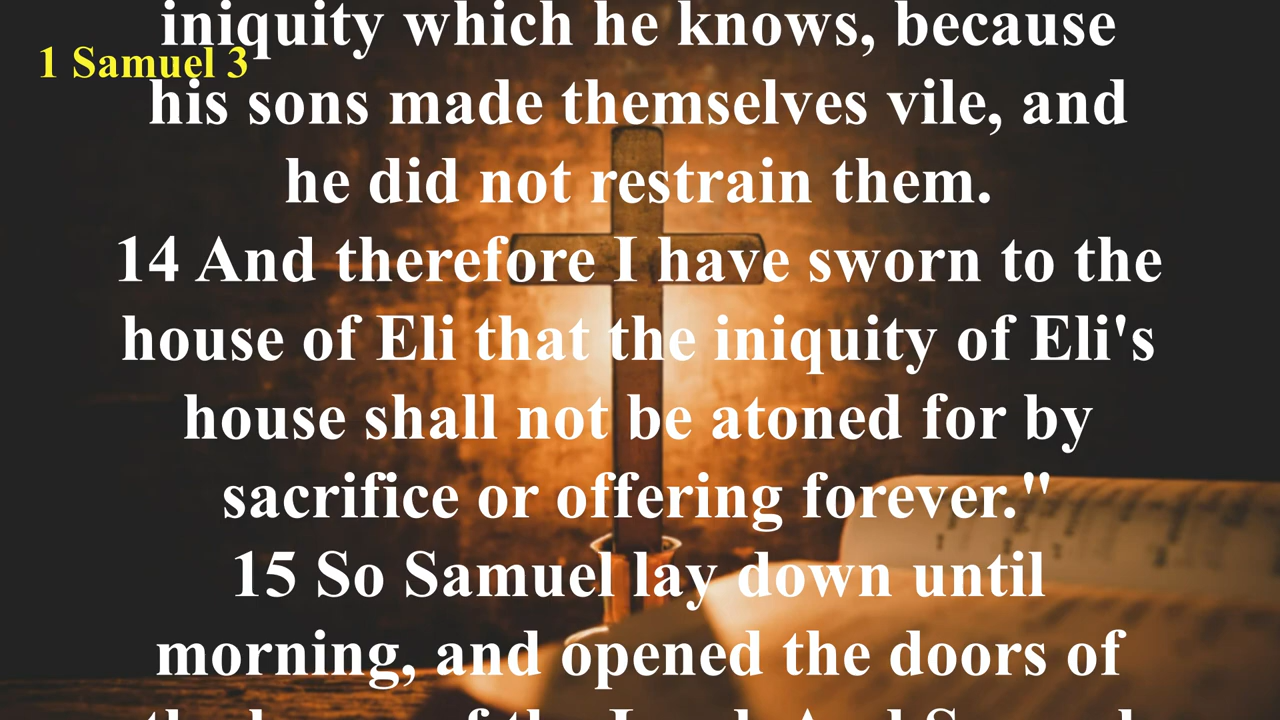 iniquity which he knows, because
1 Samuel 3
his sons made themselves vile, and
he did not restrain them.
14 And therefore I have sworn to the
house of Eli that the iniquity of Eli's
house shall not be atoned for by
sacrifice or offering forever."
15 So Samuel lay down until
morning, and opened the doors of